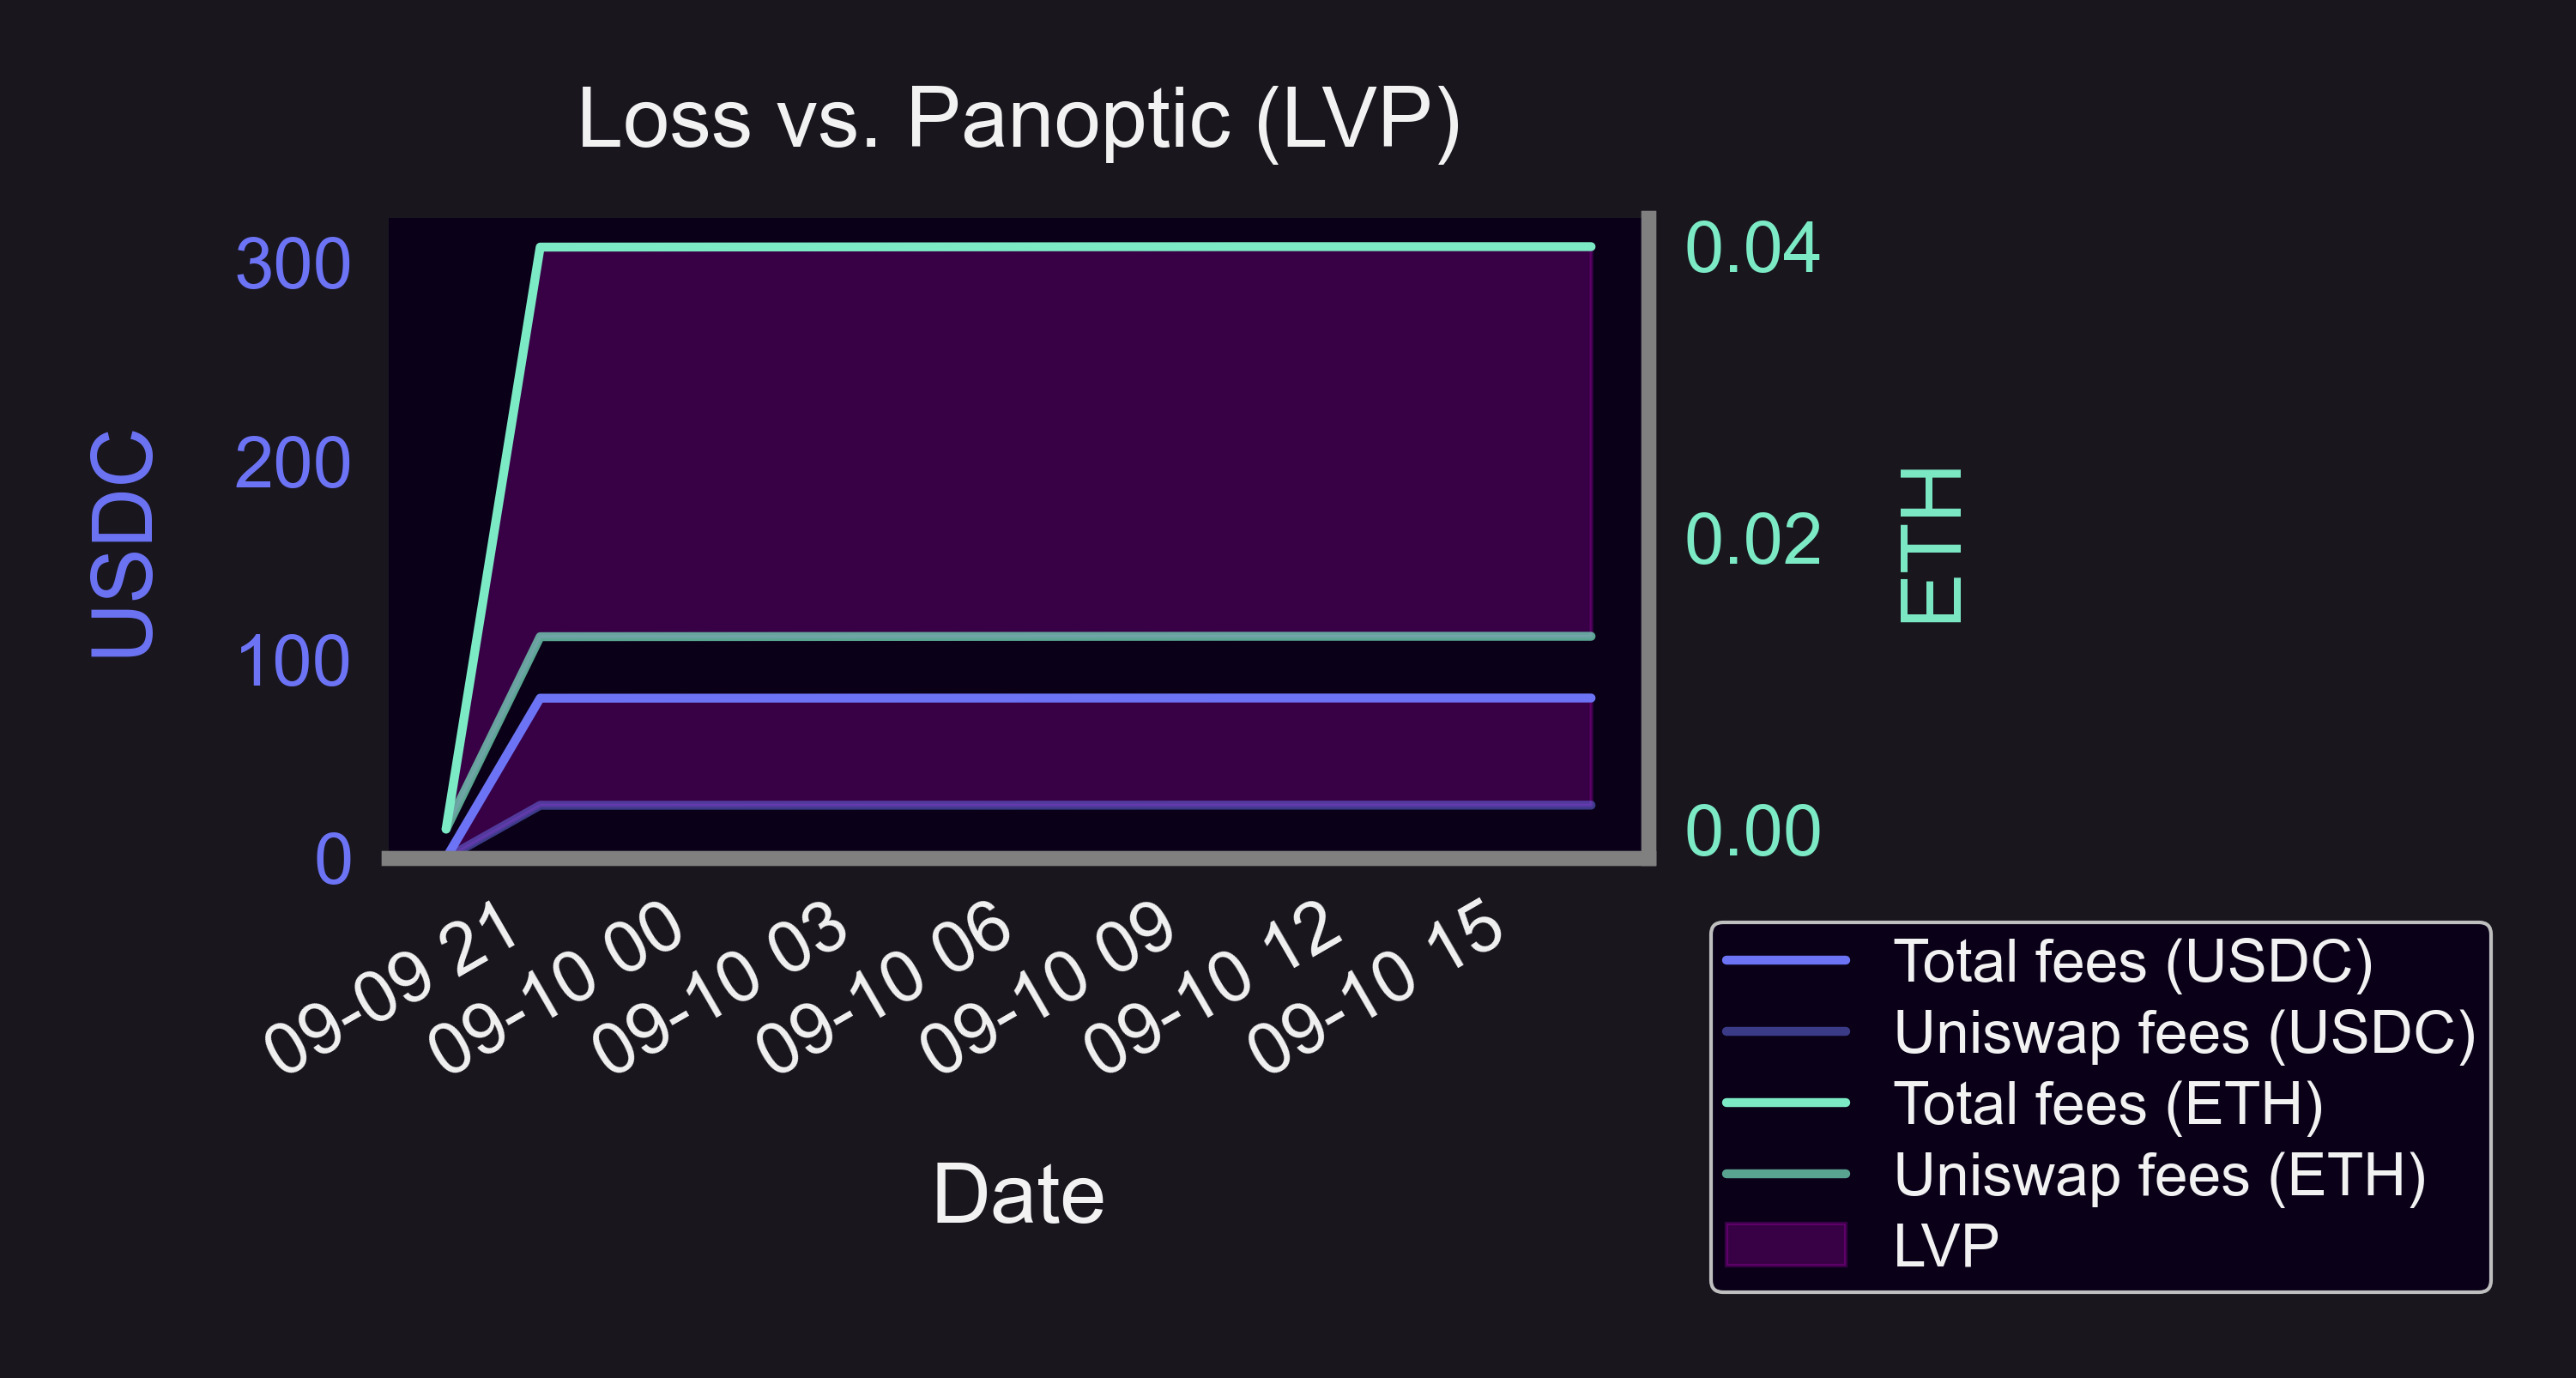 Loss vs. Panoptic (LVP)
300
200
100
0
USDC
0.04
0.02
0.00
ETH
09-09 21
09-10 00
09-10 03
09-10 06
09-10 09
09-10 12
09-10 15
Date
Total fees (USDC)
Uniswap fees (USDC)
Total fees (ETH)
Uniswap fees (ETH)
LVP